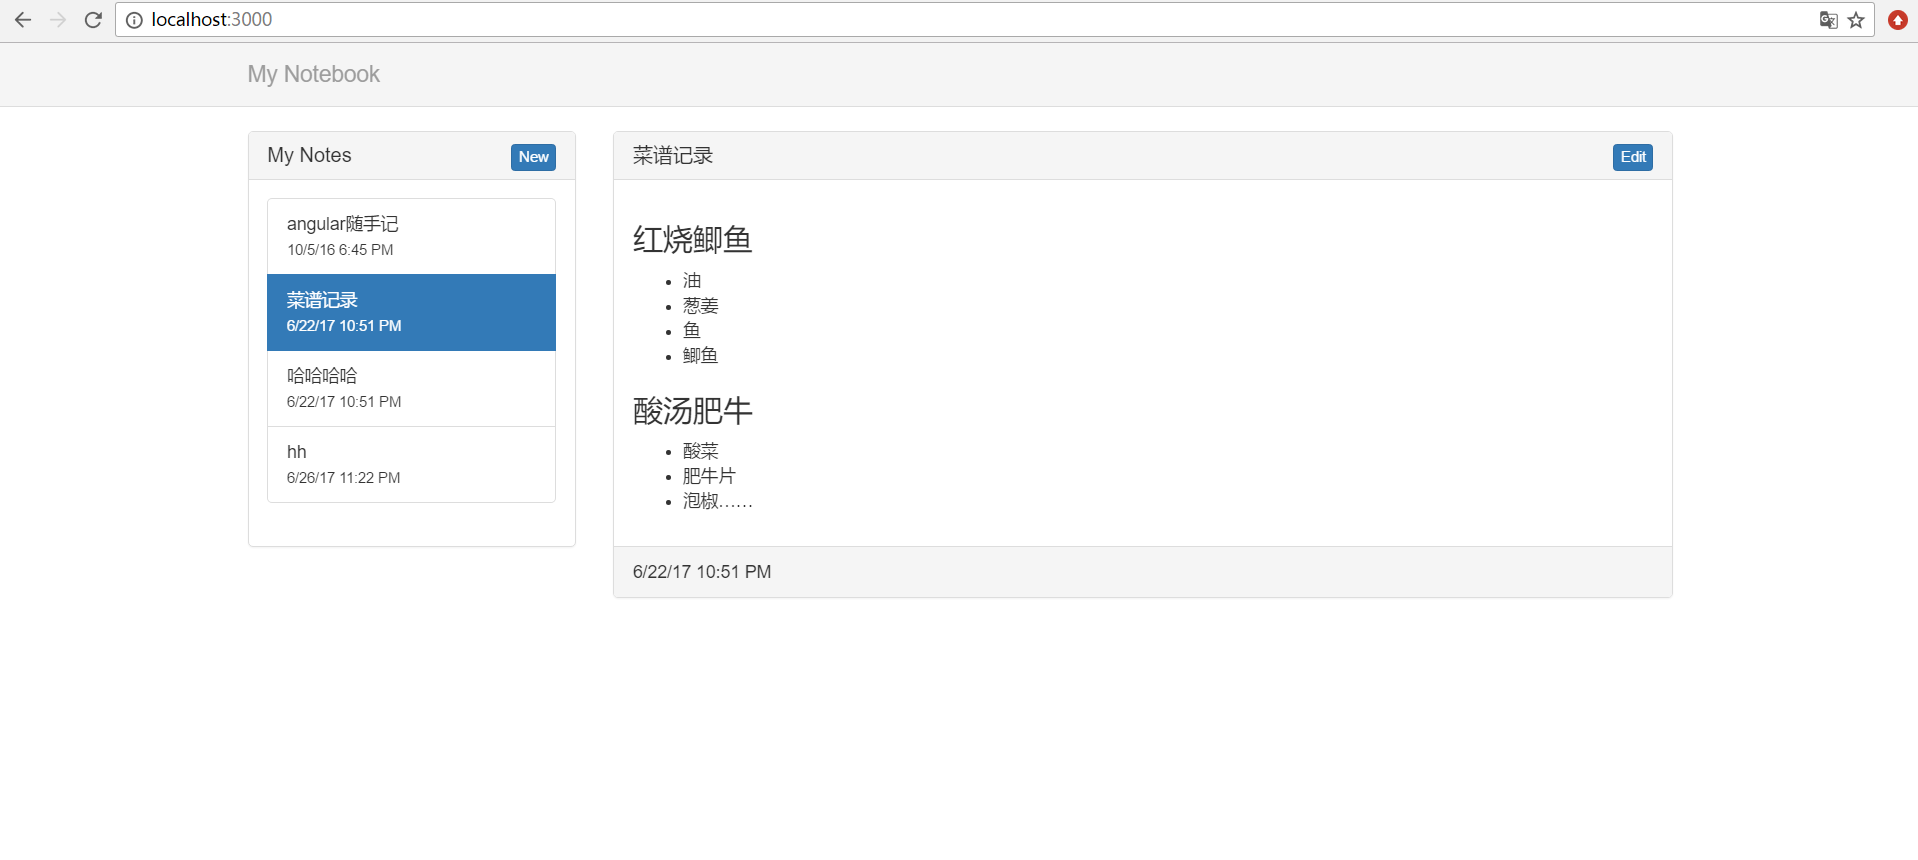 localhost:3000
My Notebook
My Notes
New
angular随手记
10/5/16 6:45 PM
菜谱记录
6/22/17 10:51 PM
哈哈哈哈
6/22/17 10:51 PM
hh
6/26/17 11:22 PM
菜谱记录
Edit
红烧鲫鱼
油
葱姜
鱼
鲫鱼
酸汤肥牛
酸菜
肥牛片
泡椒……
6/22/17 10:51 PM